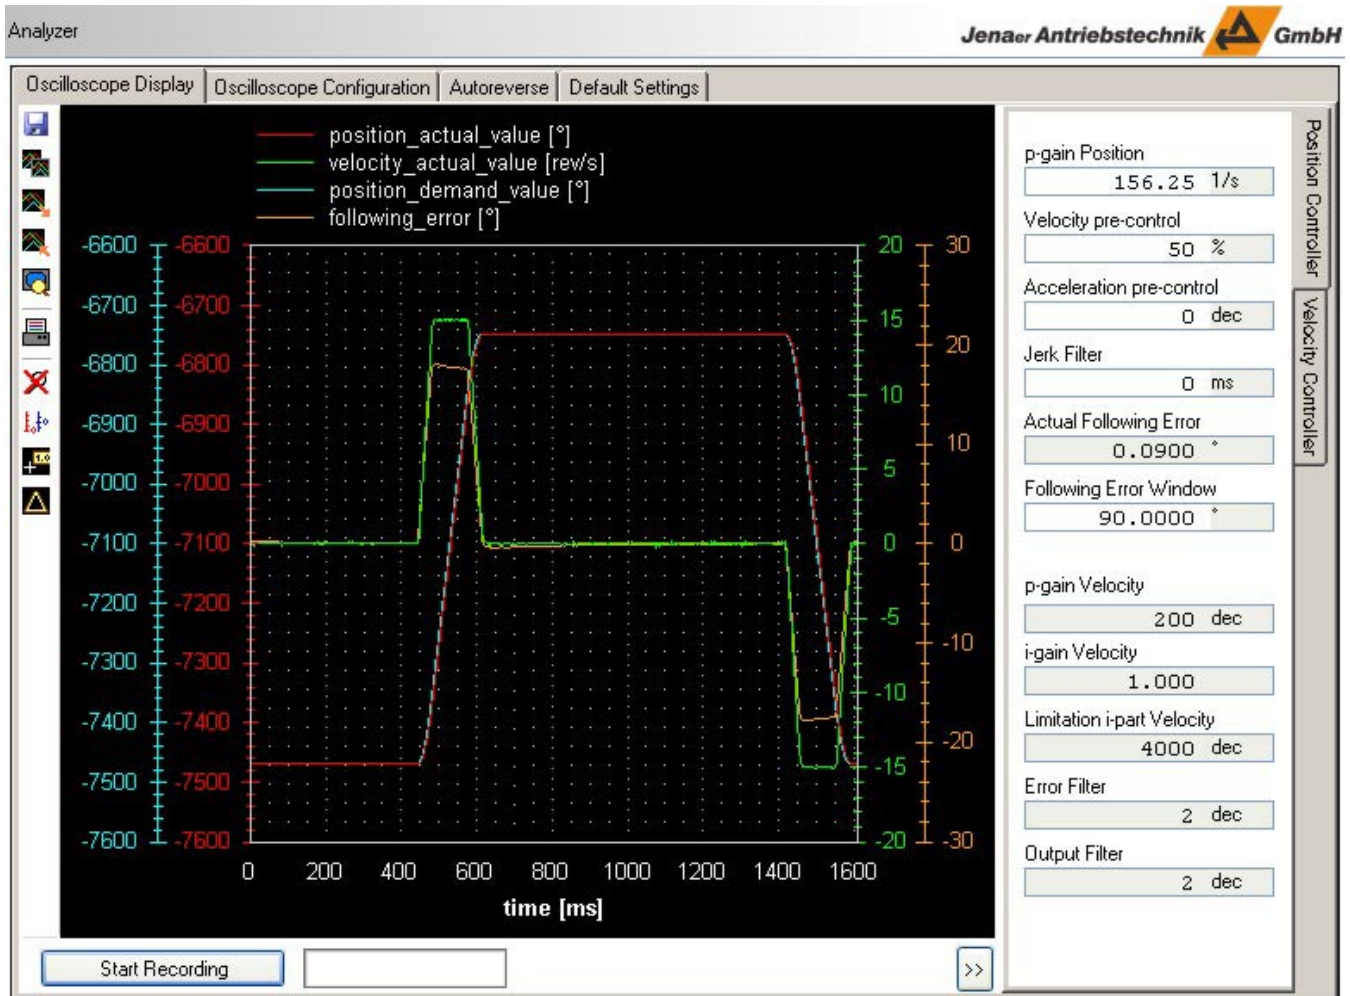 Analyzer
Jenaer Antriebstechnik GmbH
Oscilloscope Display Oscilloscope Configuration Autoreverse Default Settings
position_actual_value [°]
velocity_actual_value [rev/s]
position_demand_value [°]
following_error [°]
-6600 -6600 20 30
-6700 -6700 15
-6800 -6800 20
-6900 -6900 10
10
-7000 -7000 5
-7100 -7100 0 0
-7200 -7200 -5
-7300 -7300 -10
-7400 -7400 -10
-20
-7500 -7500 -15
-7600 -7600 -20 -30
0 200 400 600 800 1000 1200 1400 1600
time [ms]
Start Recording
>>
p-gain Position
156.25 1/s
Velocity pre-control
50 %
Acceleration pre-control
0 dec
Jerk Filter
0 ms
Actual Following Error
0.0900 °
Following Error Window
90.0000 °
p-gain Velocity
200 dec
i-gain Velocity
1.000
Limitation i-part Velocity
4000 dec
Error Filter
2 dec
Output Filter
2 dec
Position Controller
Velocity Controller